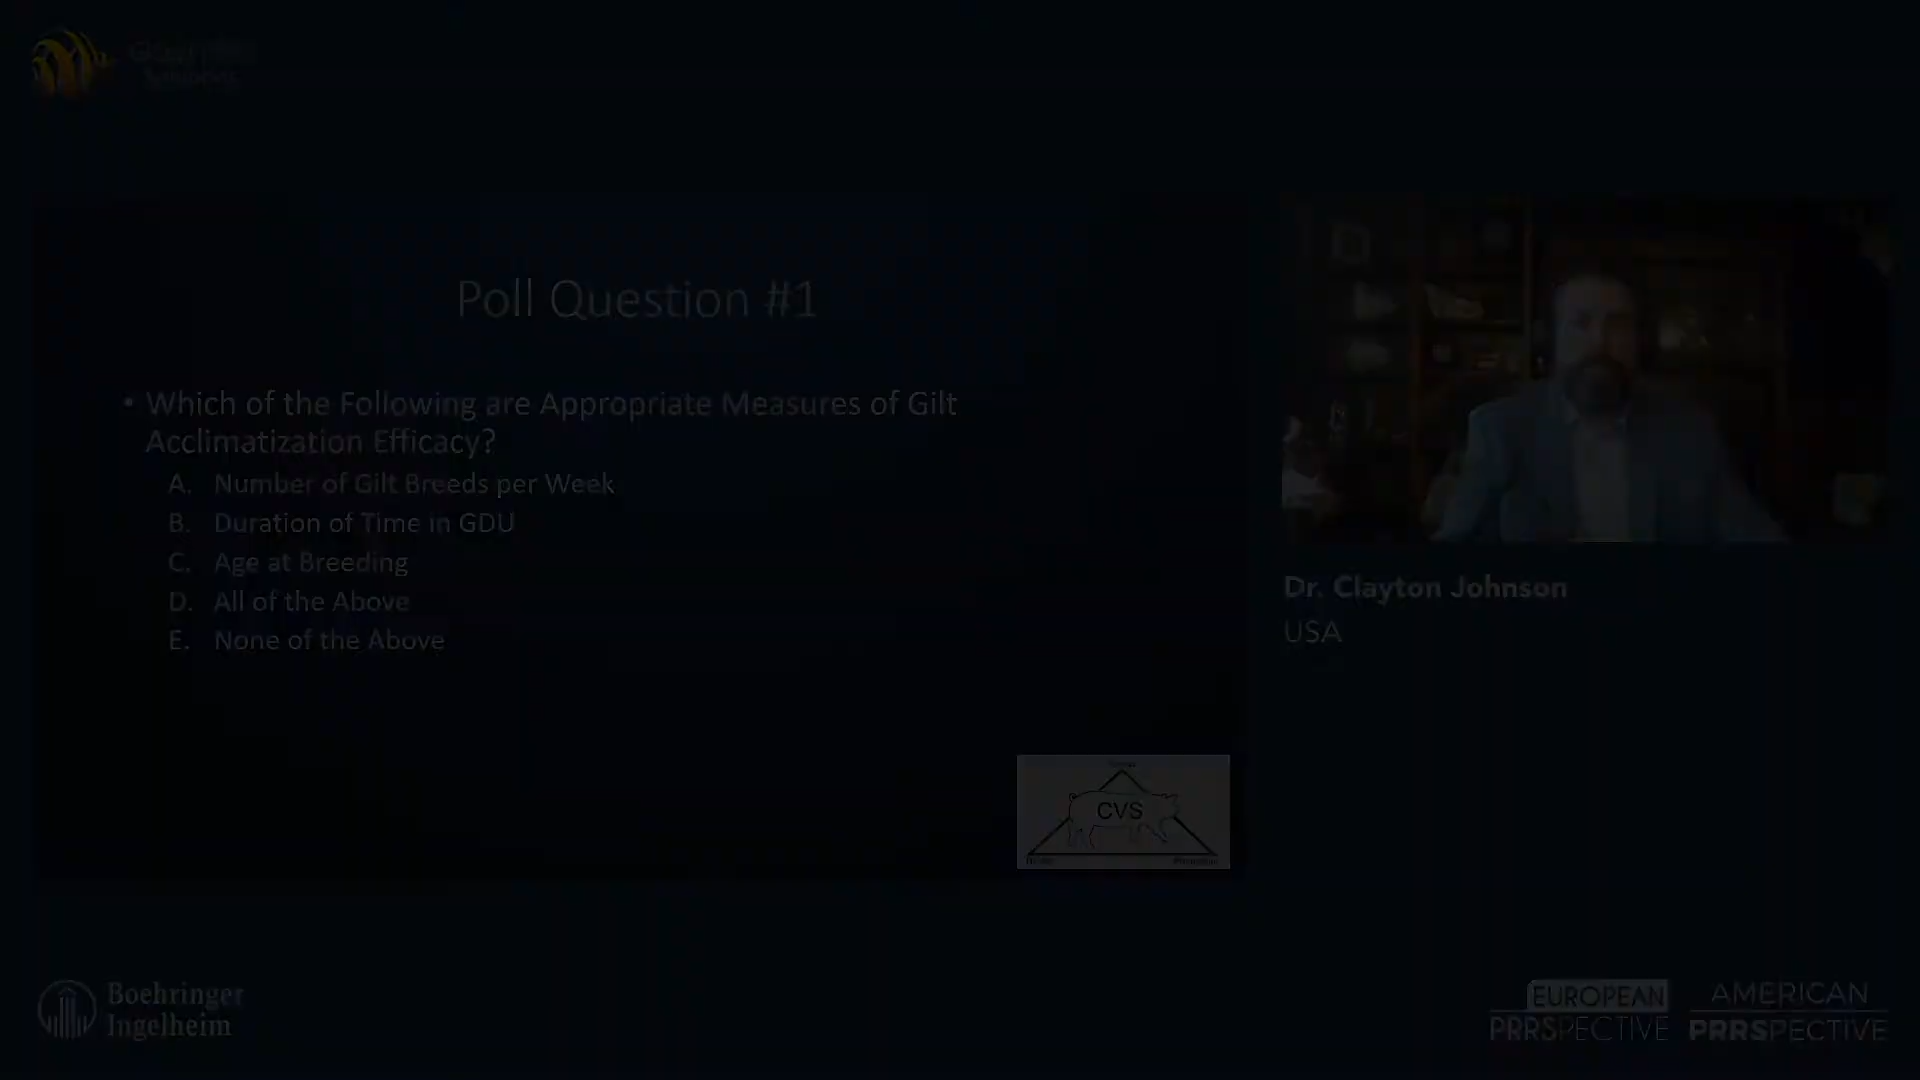 Poll Question #1
• Which of the Following are Appropriate Measures of Gilt
Acclimatization Efficacy?
A. Number of Gilt Breeds per Week
B. Duration of Time in GDU
C. Age at Breeding
D. All of the Above
E. None of the Above
Dr. Clayton Johnson
USA
CVS
Boehringer
Ingelheim
EUROPEAN
PRRSPECTIVE
AMERICAN
PRRSPECTIVE